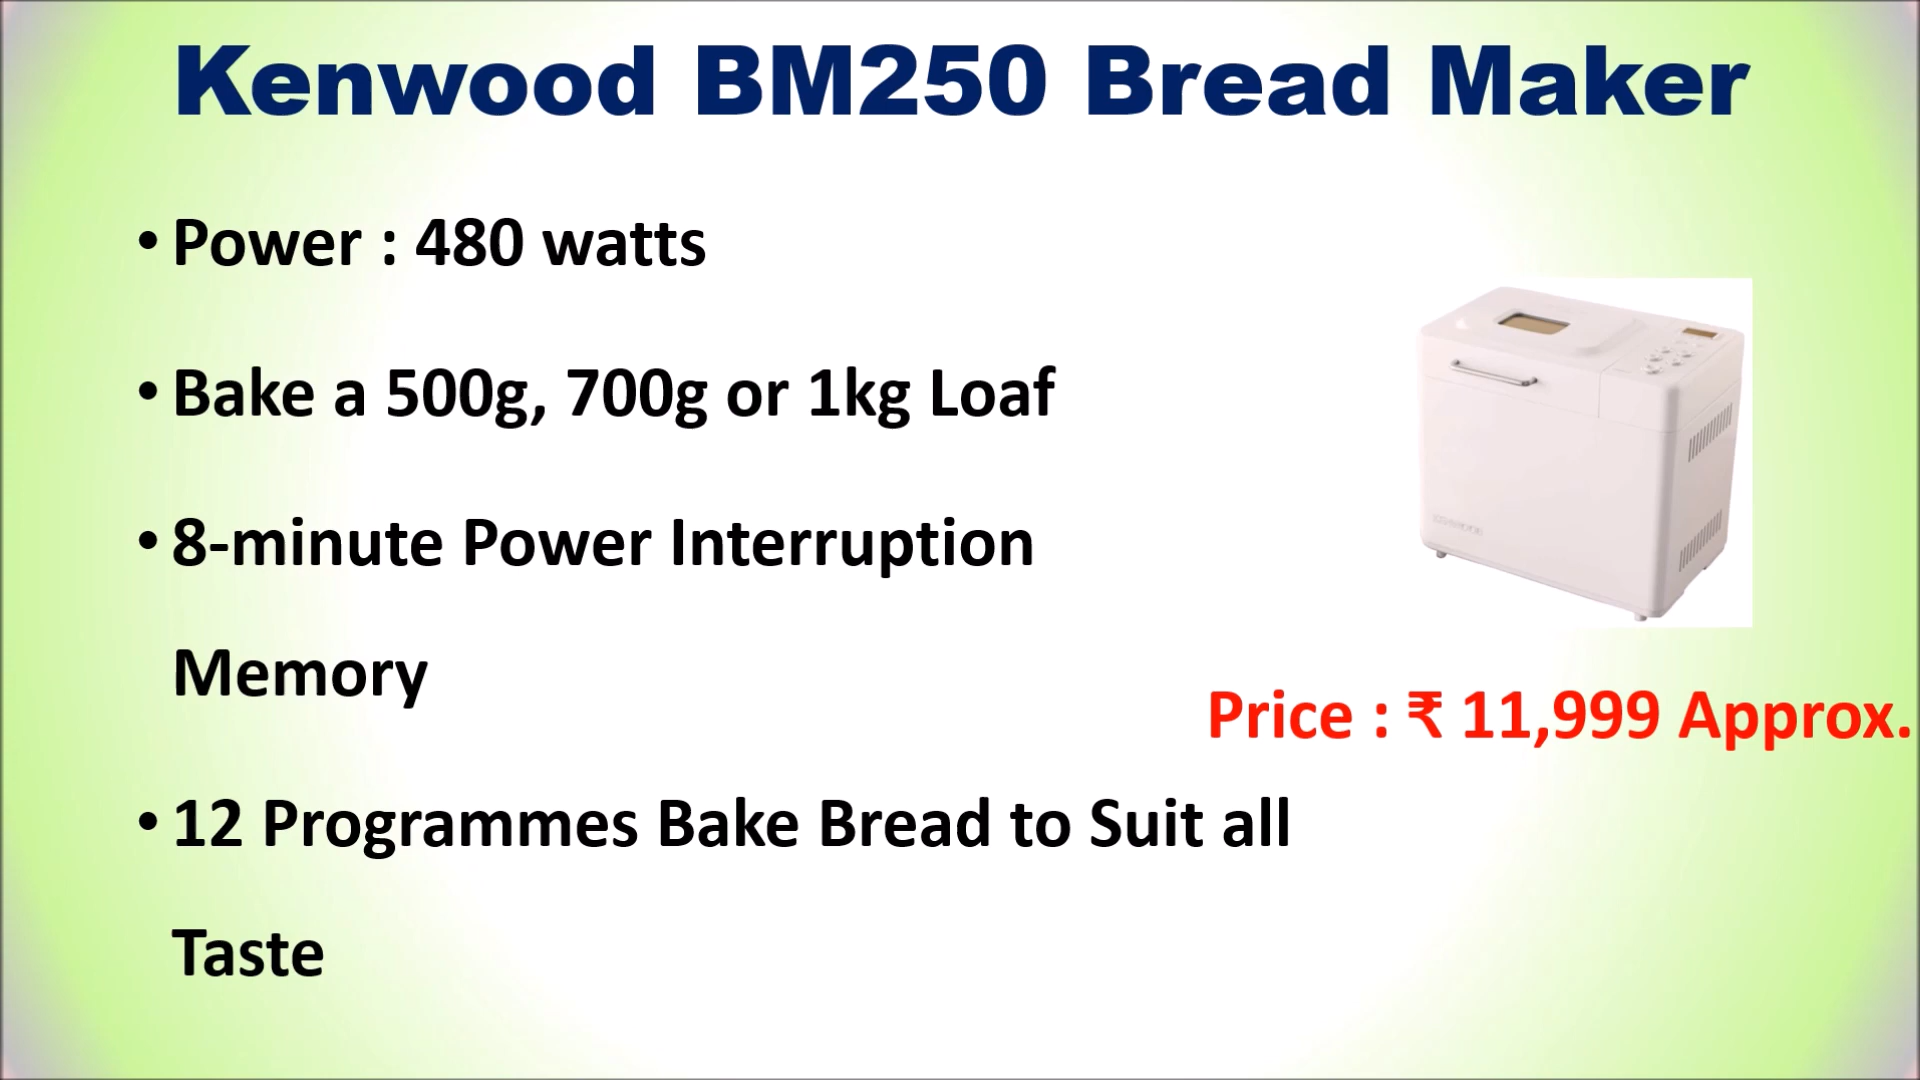 Kenwood BM250 Bread Maker
• Power : 480 watts
• Bake a 500g, 700g or 1kg Loaf
• 8-minute Power Interruption
Memory
Price : ₹ 11,999 Approx.
• 12 Programmes Bake Bread to Suit all
Taste